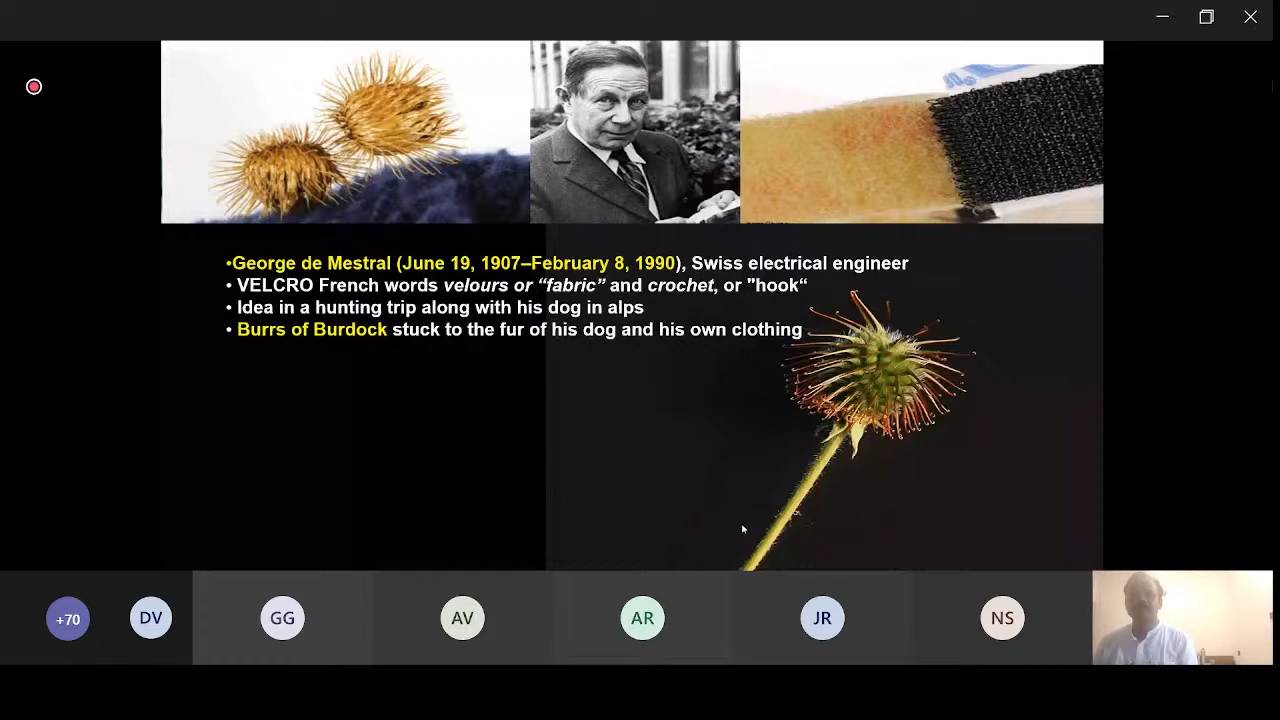 •George de Mestral (June 19, 1907–February 8, 1990), Swiss electrical engineer
• VELCRO French words velours or “fabric” and crochet, or "hook“
• Idea in a hunting trip along with his dog in alps
• Burrs of Burdock stuck to the fur of his dog and his own clothing
+70 DV GG AV AR JR NS